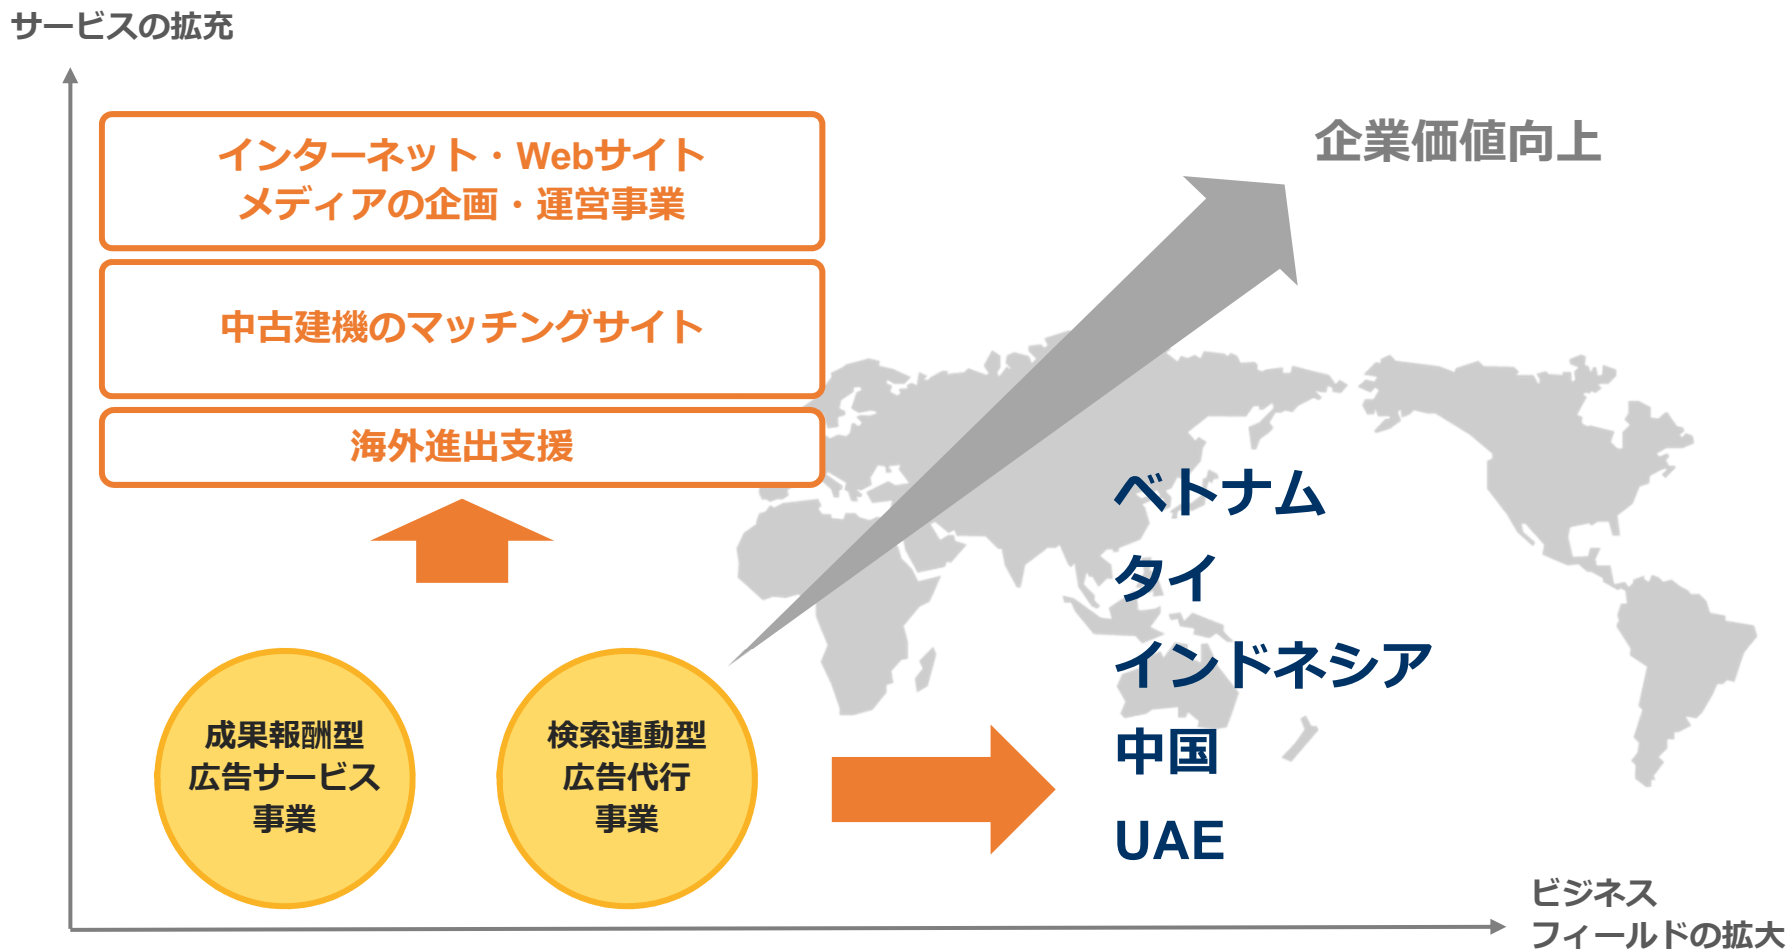 サービスの拡充
企業価値向上
インターネット・Webサイト
メディアの企画・運営事業
中古建機のマッチングサイト
海外進出支援
成果報酬型
広告サービス
事業
検索連動型
広告代行
事業
ベトナム
タイ
インドネシア
中国
UAE
ビジネス
フィールドの拡大